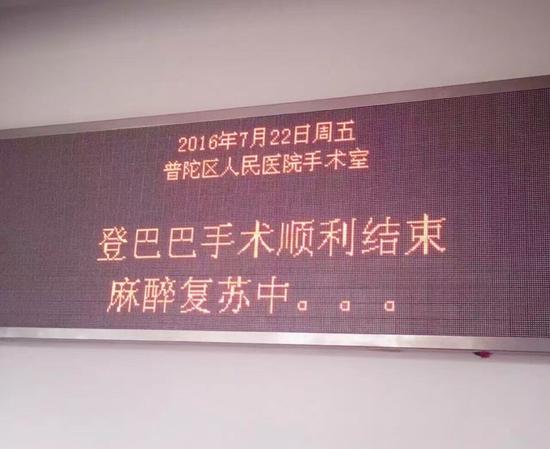 2016年7月22日周五
普陀区人民医院手术室
登巴巴手术顺利结束
麻醉复苏中。。。